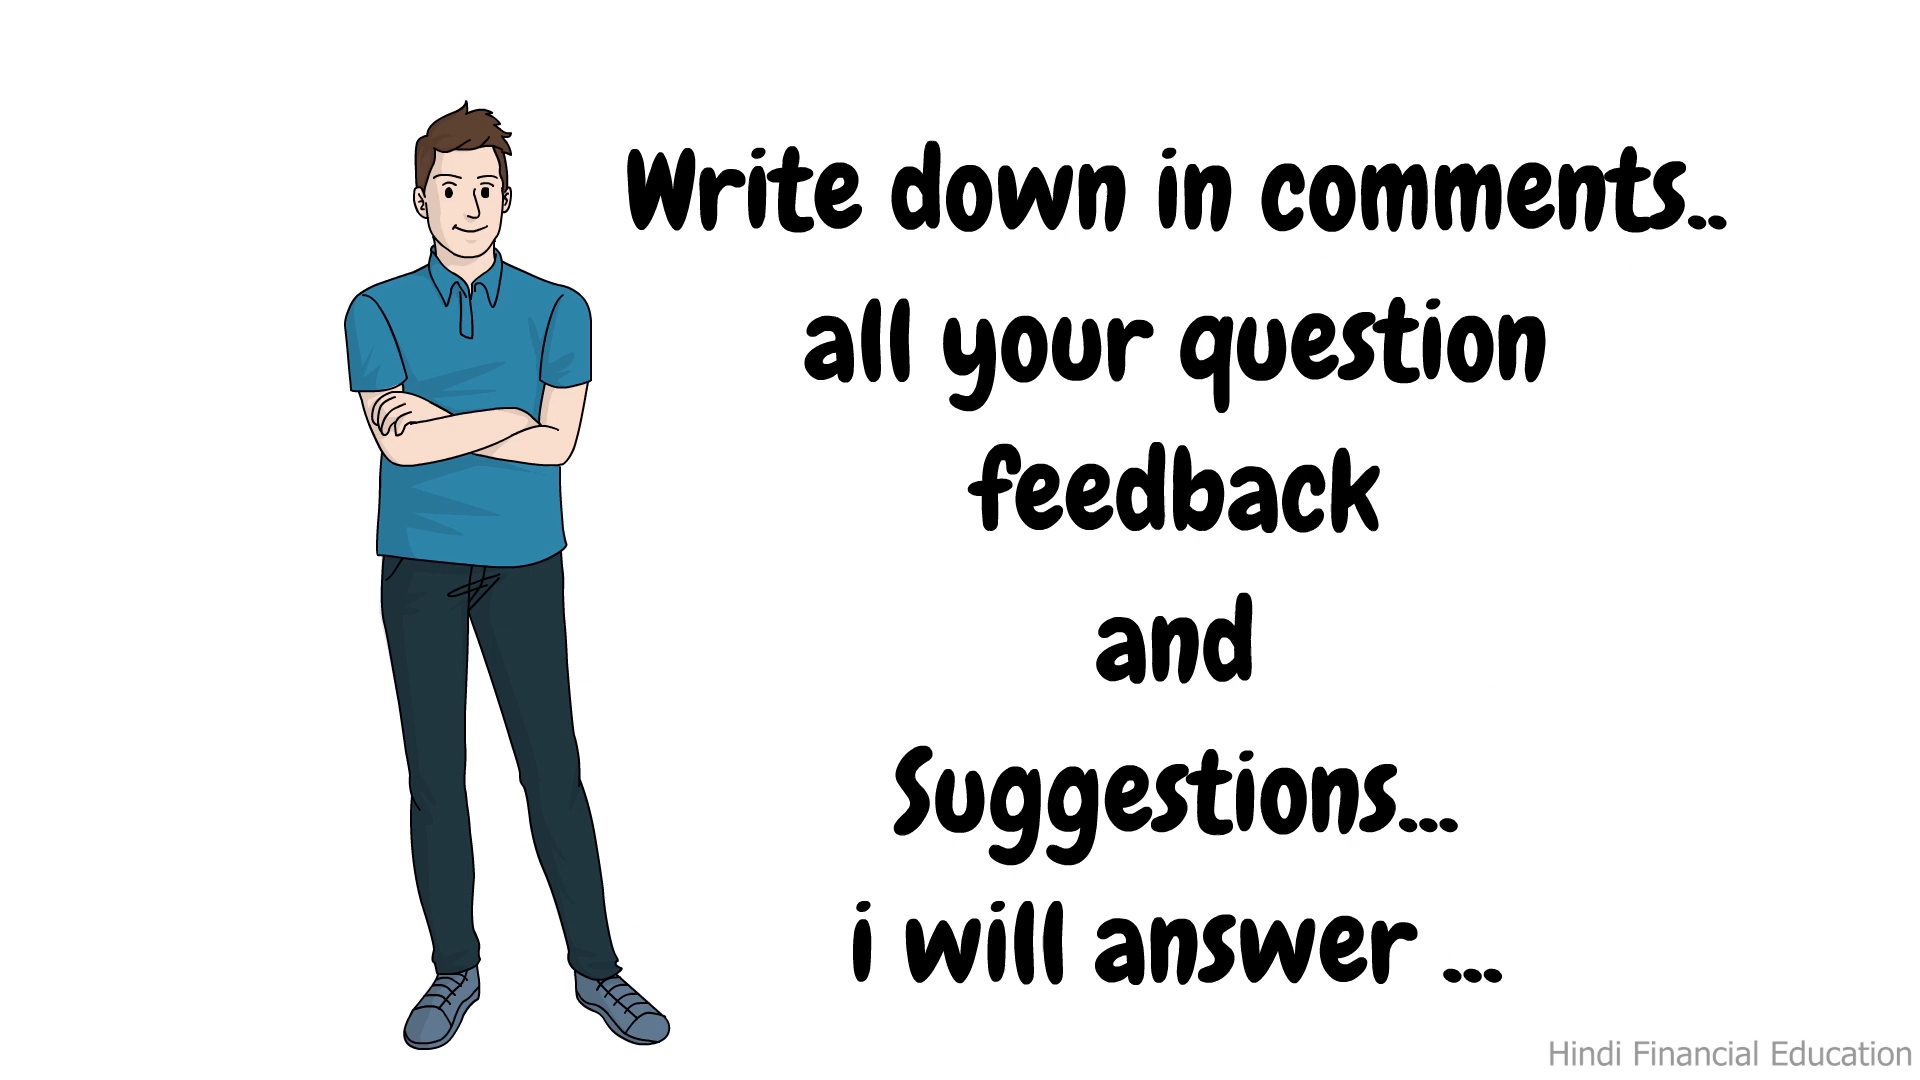 Write down in comments..
all your question
feedback
and
Suggestions...
i will answer ...
Hindi Financial Education